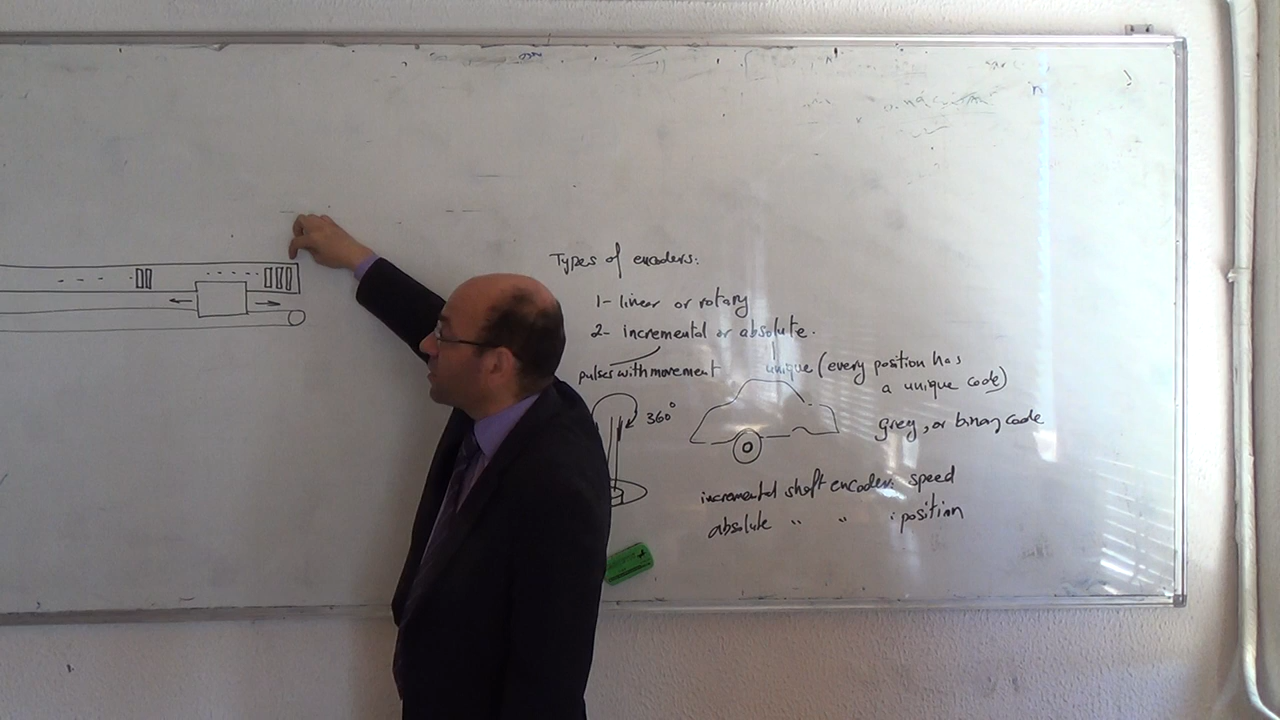 Types of encoders:
1- linear or rotary
2- incremental or absolute.
pulses with movement
unique (every position has
a unique code)
360°
grey, or binary code
incremental shaft encoder: speed
absolute " " : position